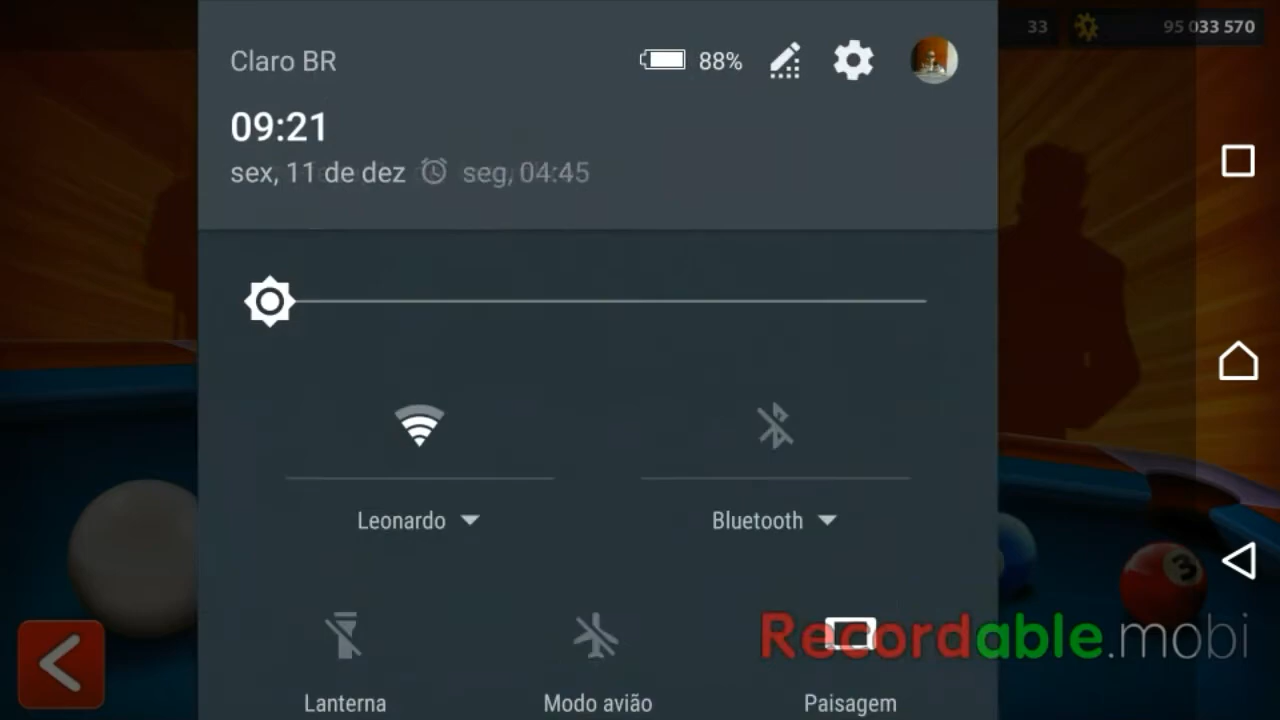 Claro BR
88%
33
95 033 570
09:21
sex, 11 de dez
seg, 04:45
Leonardo
Bluetooth
3
Recordable.mobi
Lanterna
Modo avião
Paisagem